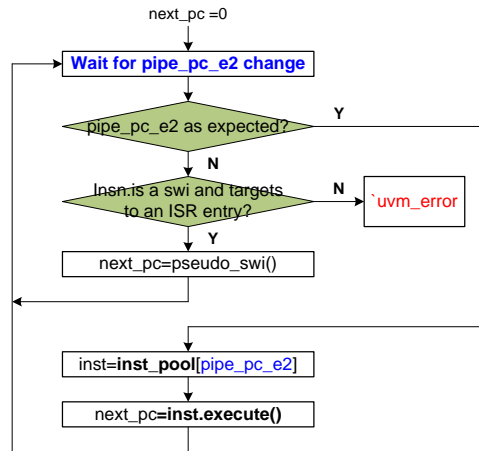 next_pc =0
Wait for pipe_pc_e2 change
pipe_pc_e2 as expected?
Y
N
Insn.is a swi and targets
to an ISR entry?
N
`uvm_error
Y
next_pc=pseudo_swi()
inst=inst_pool[pipe_pc_e2]
next_pc=inst.execute()